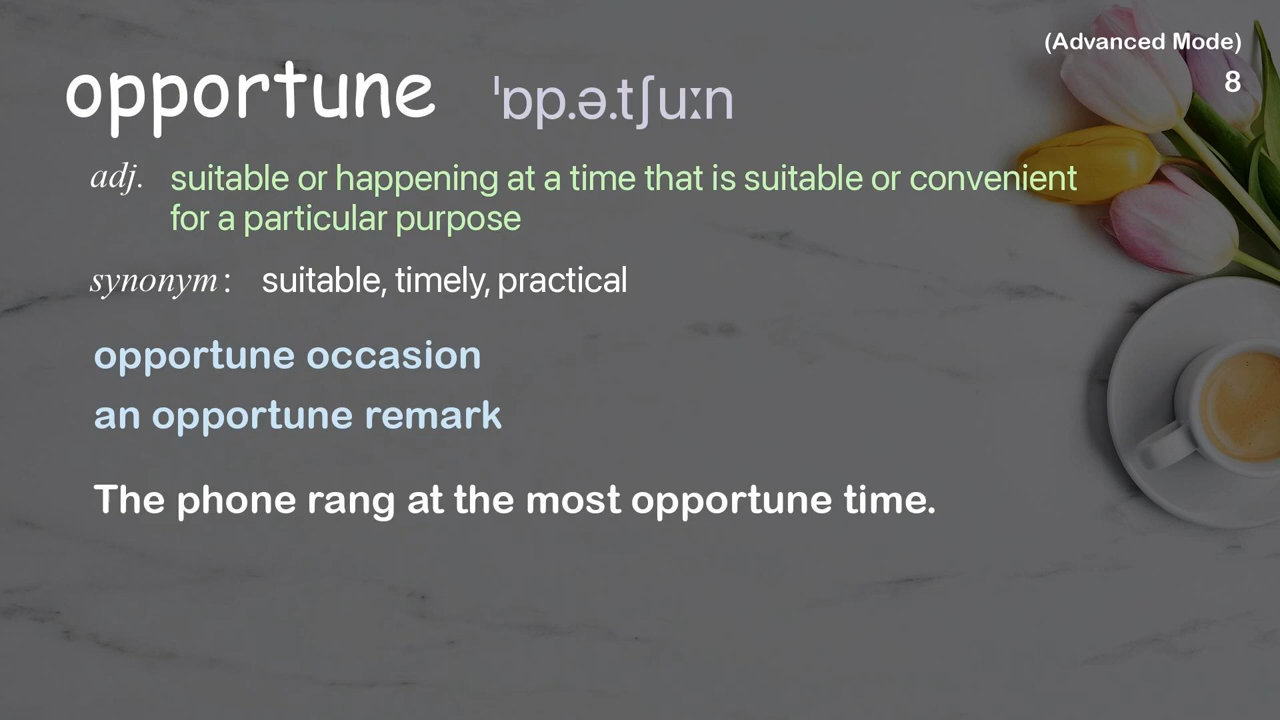 (Advanced Mode)
8
opportune ˈɒp.ə.tʃuːn
adj. suitable or happening at a time that is suitable or convenient
for a particular purpose
synonym: suitable, timely, practical
opportune occasion
an opportune remark
The phone rang at the most opportune time.